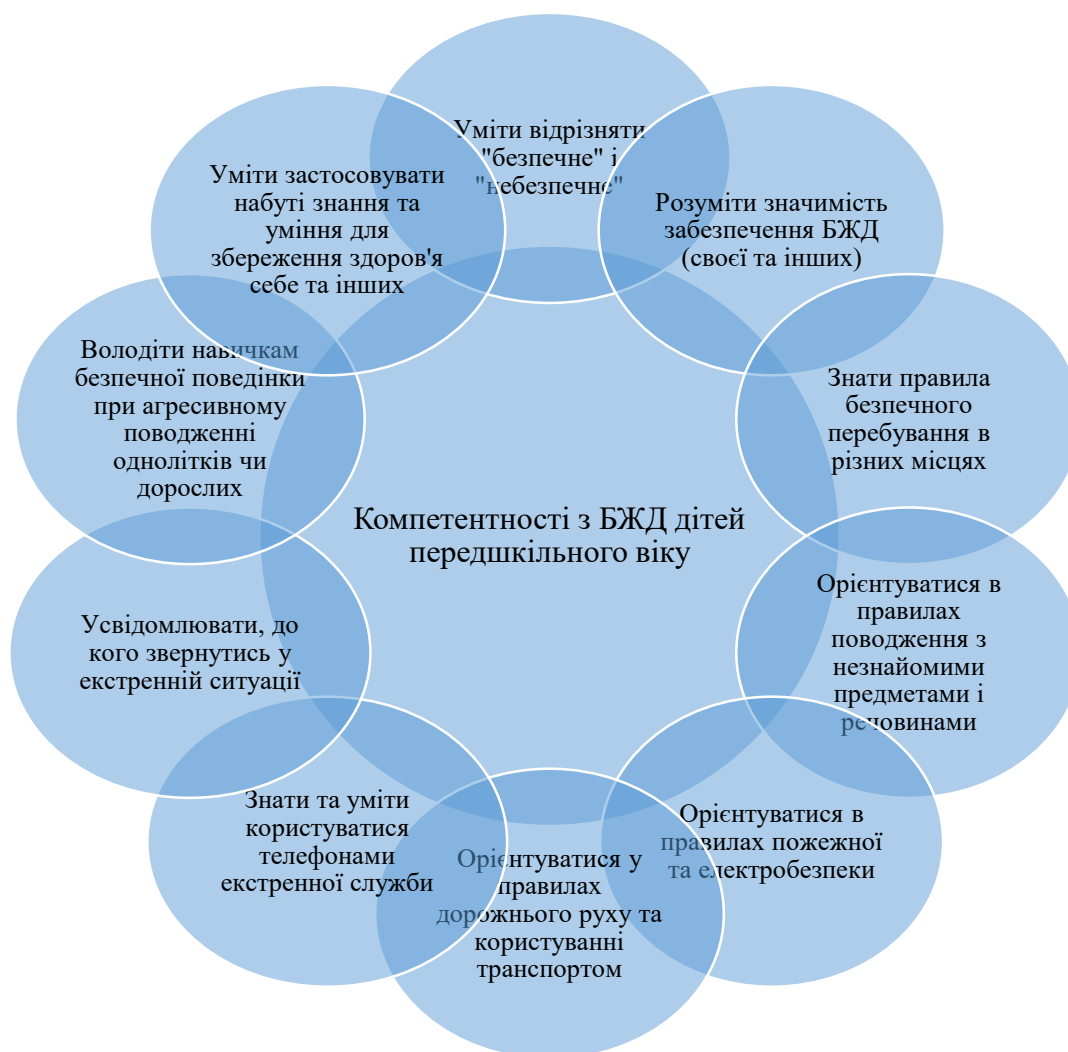 Уміти відрізняти
"безпечне" і
"небезпечне"
Розуміти значимість
забезпечення БЖД
(своєї та інших)
Знати правила
безпечного
перебування в
різних місцях
Орієнтуватися в
правилах
поводження з
незнайомими
предметами і
речовинами
Орієнтуватися в
правилах пожежної
та електробезпеки
Орієнтуватися у
правилах
дорожнього руху та
користуванні
транспортом
Знати та уміти
користуватися
телефонами
екстренної служби
Усвідомлювати, до
кого звернутись у
екстренній ситуації
Володіти навичкам
безпечної поведінки
при агресивному
поводженні
однолітків чи
дорослих
Уміти застосовувати
набуті знання та
уміння для
збереження здоров'я
себе та інших
Компетентності з БЖД дітей
передшкільного віку